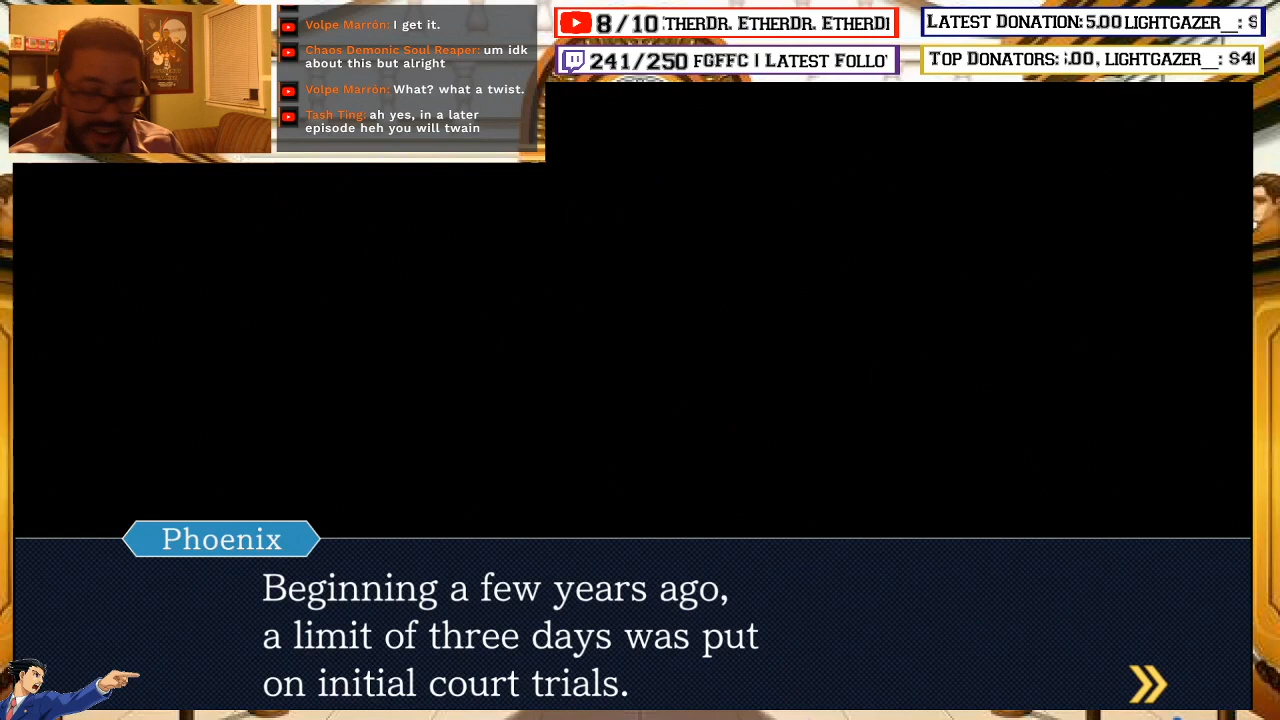 Volpe Marrón: I get it.
Chaos Demonic Soul Reaper: um idk
about this but alright
Volpe Marrón: What? what a twist.
Tash Ting: ah yes, in a later
episode heh you will twain
8 / 10 THERDR. ETHERDR. ETHERDI
241/250 FGFFC | LATEST FOLLO
LATEST DONATION: 5.00 LIGHTGAZER__: S
TOP DONATORS: .00, LIGHTGAZER__: $4
Phoenix
Beginning a few years ago,
a limit of three days was put
on initial court trials.